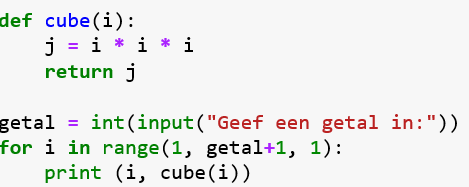 def cube(i):
    j = i * i * i
    return j

getal = int(input("Geef een getal in:"))
for i in range(1, getal+1, 1):
    print (i, cube(i))